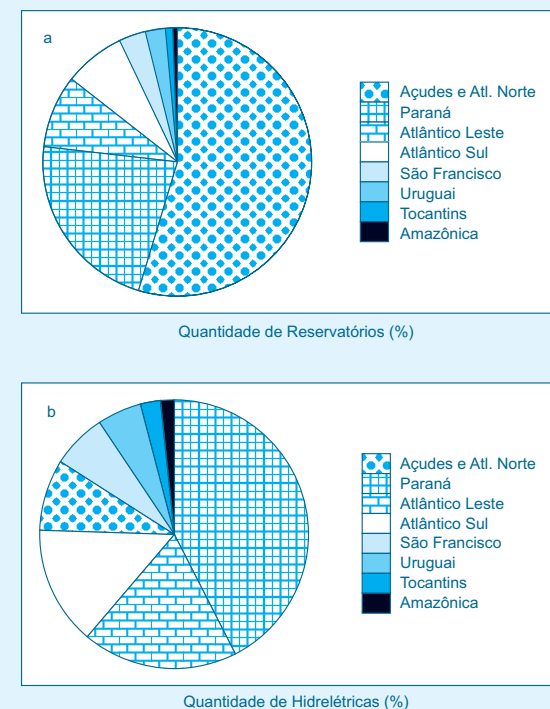 a
Açudes e Atl. Norte
Paraná
Atlântico Leste
Atlântico Sul
São Francisco
Uruguai
Tocantins
Amazônica
Quantidade de Reservatórios (%)
b
Açudes e Atl. Norte
Paraná
Atlântico Leste
Atlântico Sul
São Francisco
Uruguai
Tocantins
Amazônica
Quantidade de Hidrelétricas (%)